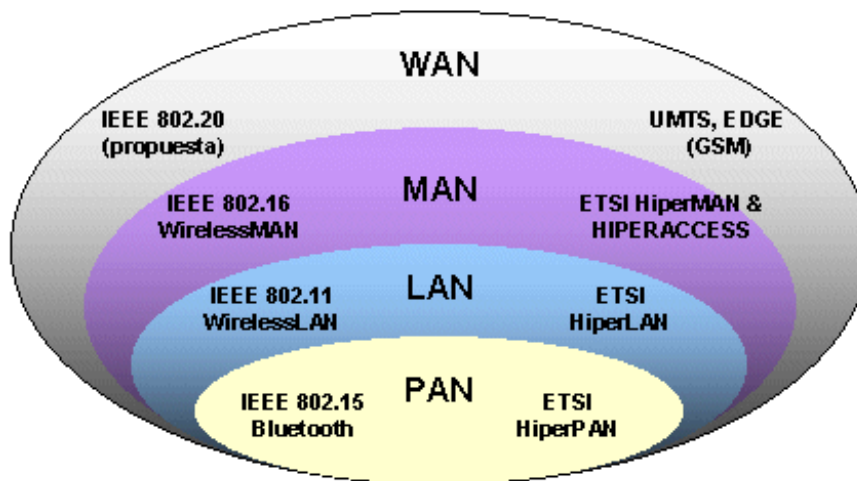 WAN
IEEE 802.20
(propuesta)
UMTS, EDGE
(GSM)
MAN
IEEE 802.16
WirelessMAN
ETSI HiperMAN &
HIPERACCESS
LAN
IEEE 802.11
WirelessLAN
ETSI
HiperLAN
PAN
IEEE 802.15
Bluetooth
ETSI
HiperPAN